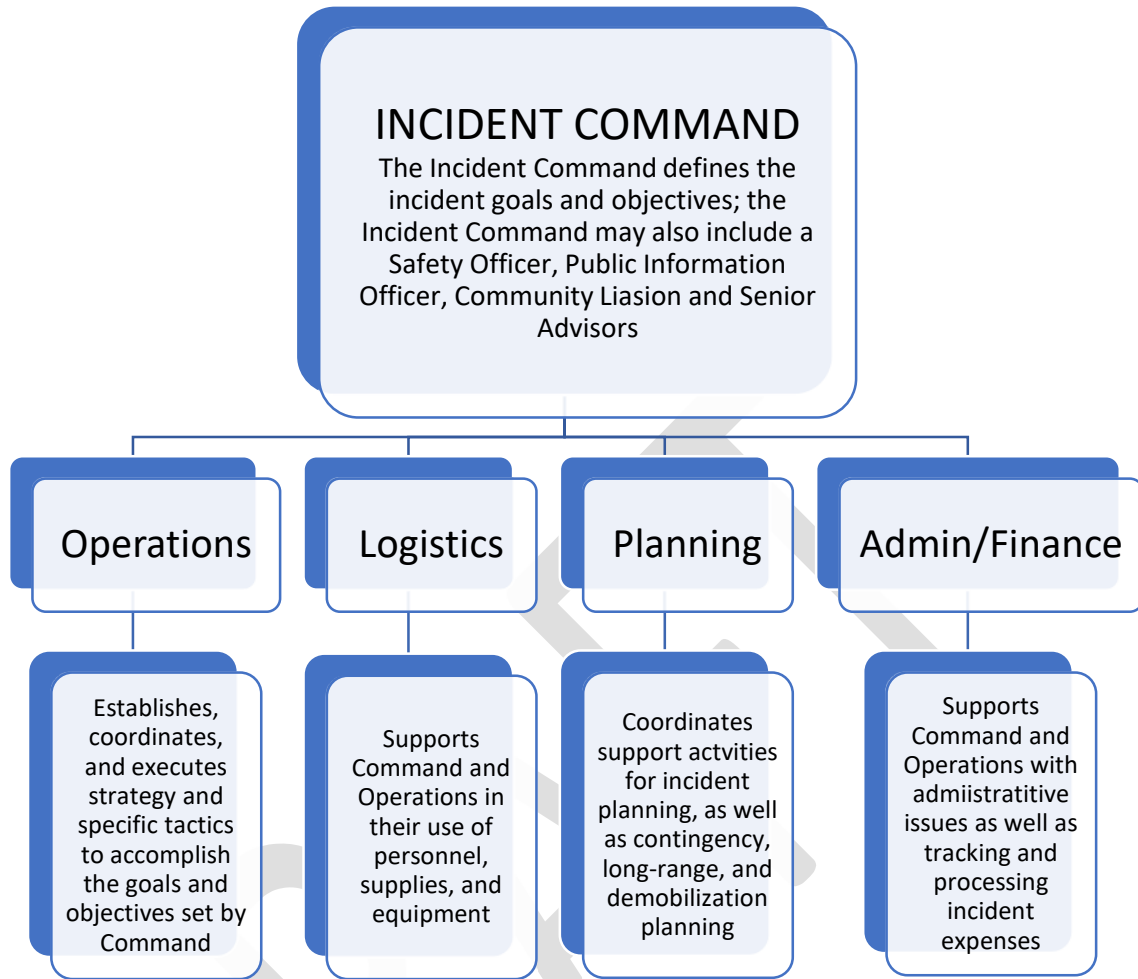 INCIDENT COMMAND
The Incident Command defines the
incident goals and objectives; the
Incident Command may also include a
Safety Officer, Public Information
Officer, Community Liasion and Senior
Advisors
Operations
Logistics
Planning
Admin/Finance
Establishes,
coordinates,
and executes
strategy and
specific tactics
to accomplish
the goals and
objectives set by
Command
Supports
Command and
Operations in
their use of
personnel,
supplies, and
equipment
Coordinates
support actvities
for incident
planning, as well
as contingency,
long-range, and
demobilization
planning
Supports
Command and
Operations with
admiistratitive
issues as well as
tracking and
processing
incident
expenses